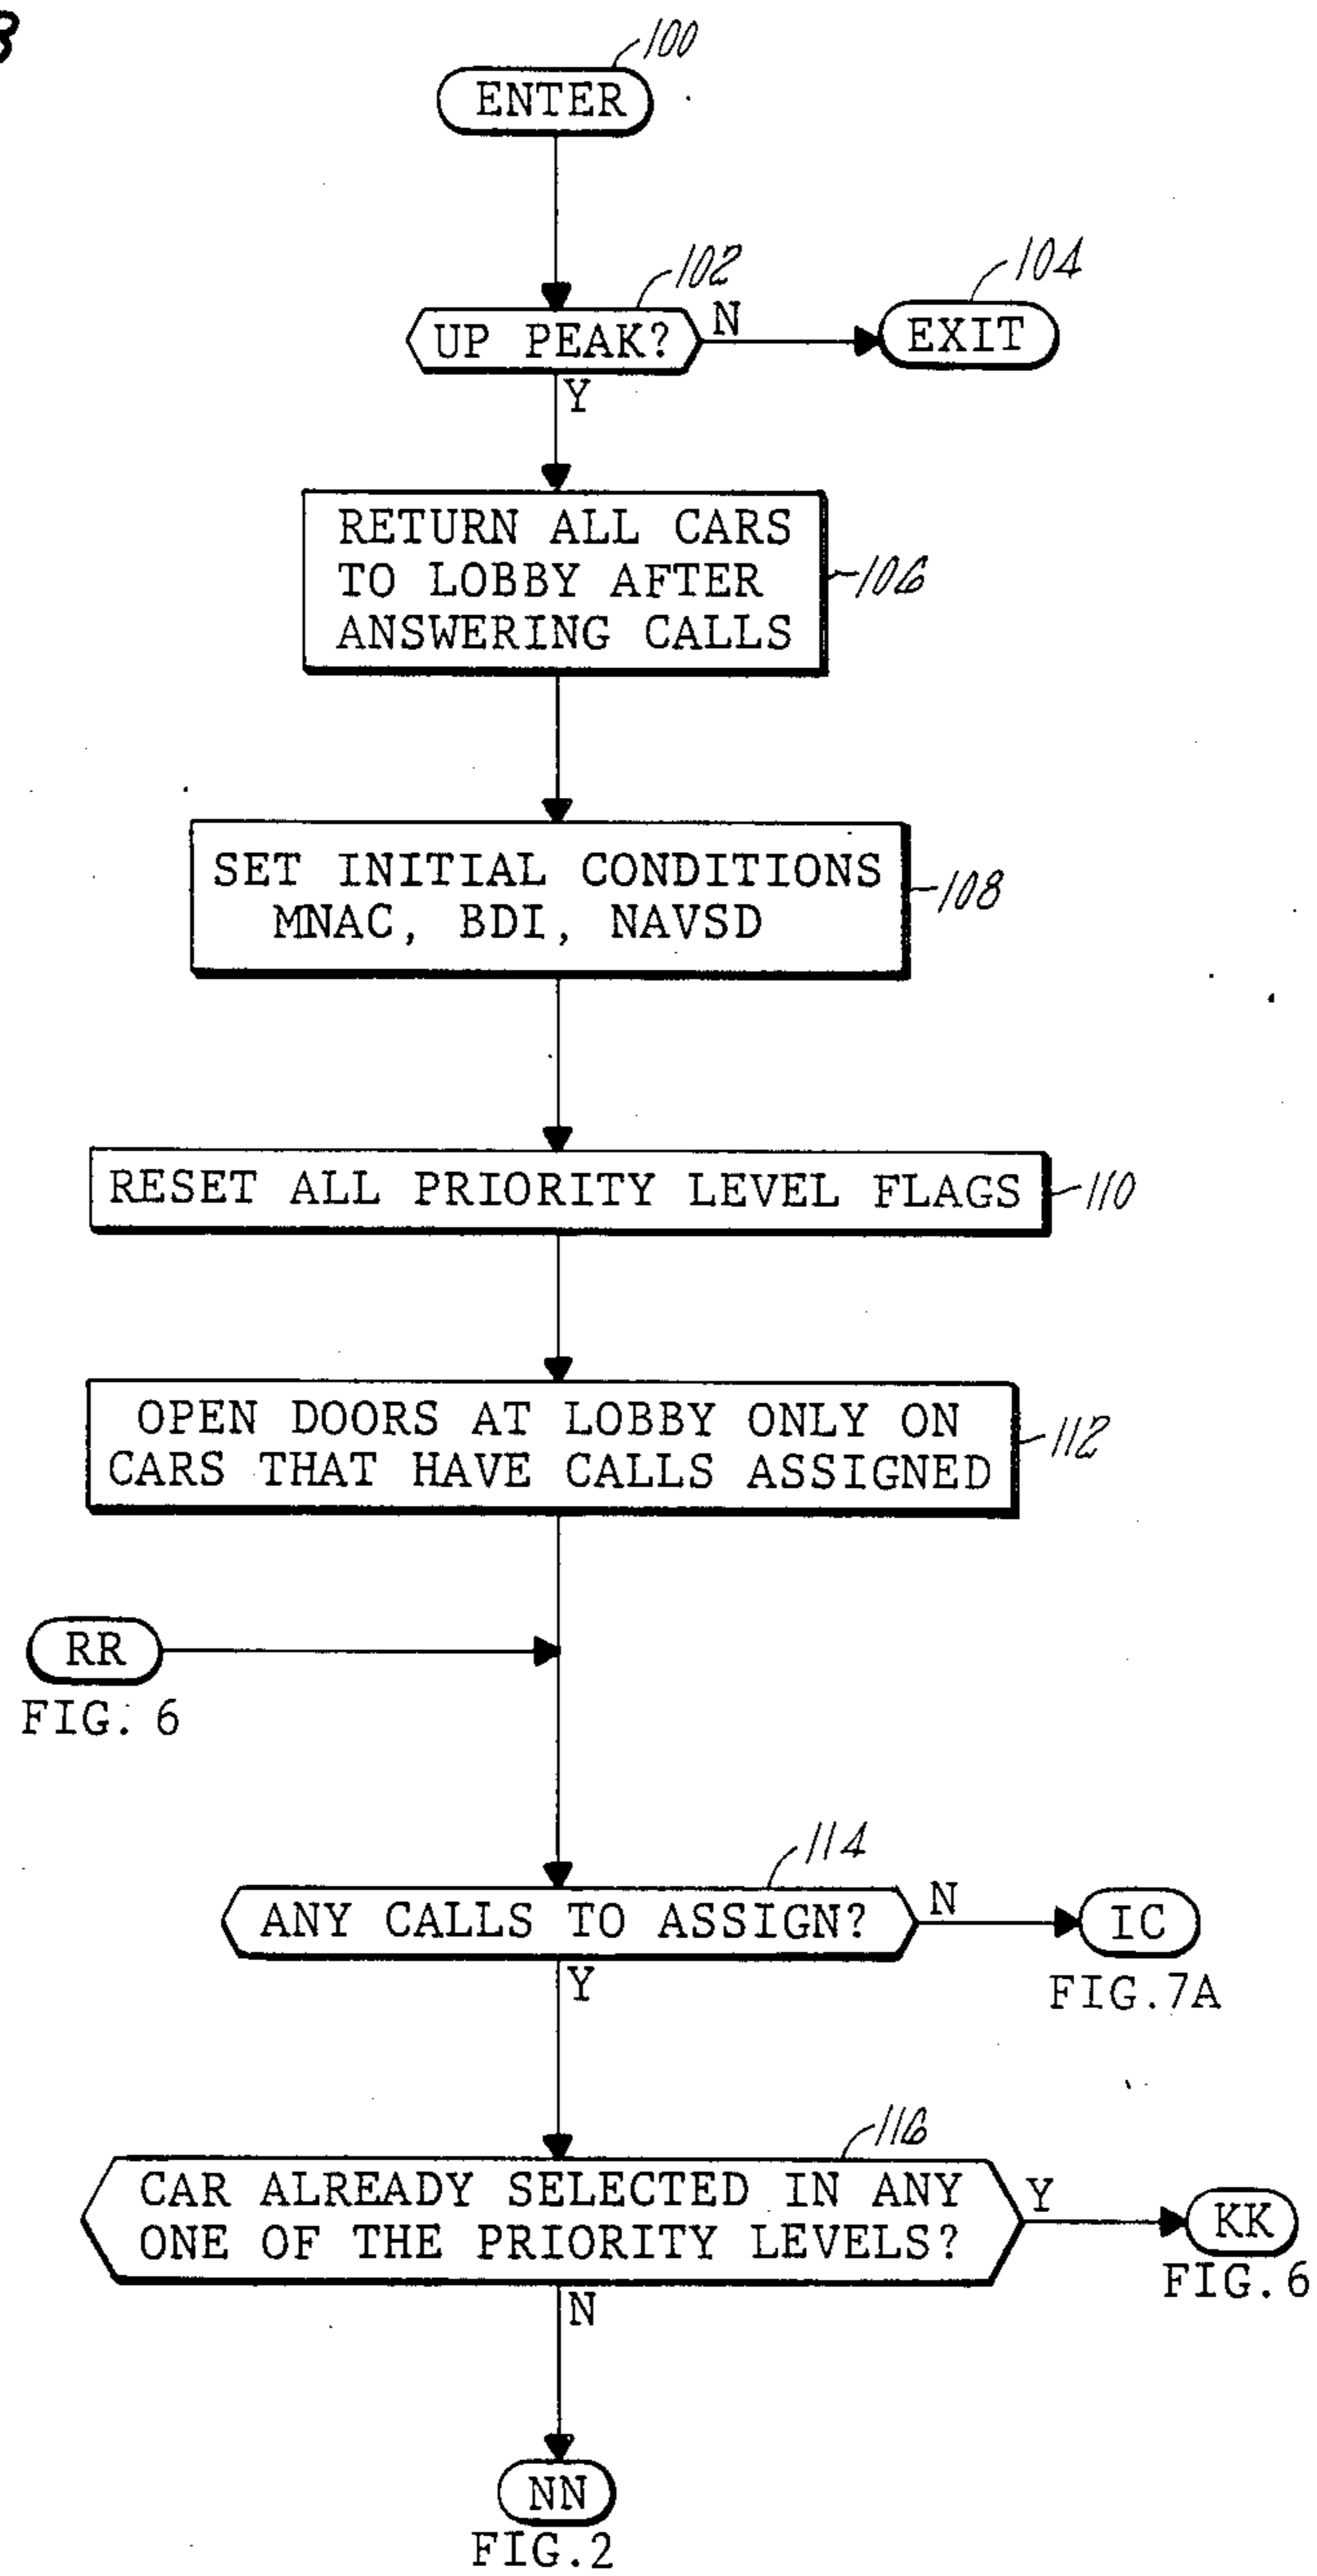 100
ENTER
102
104
UP PEAK?
N
EXIT
Y
RETURN ALL CARS
TO LOBBY AFTER
ANSWERING CALLS
106
SET INITIAL CONDITIONS
MNAC, BDI, NAVSD
108
RESET ALL PRIORITY LEVEL FLAGS
110
OPEN DOORS AT LOBBY ONLY ON
CARS THAT HAVE CALLS ASSIGNED
112
RR
FIG. 6
114
ANY CALLS TO ASSIGN?
N
IC
FIG.7A
Y
116
CAR ALREADY SELECTED IN ANY
ONE OF THE PRIORITY LEVELS?
Y
KK
FIG.6
N
NN
FIG.2